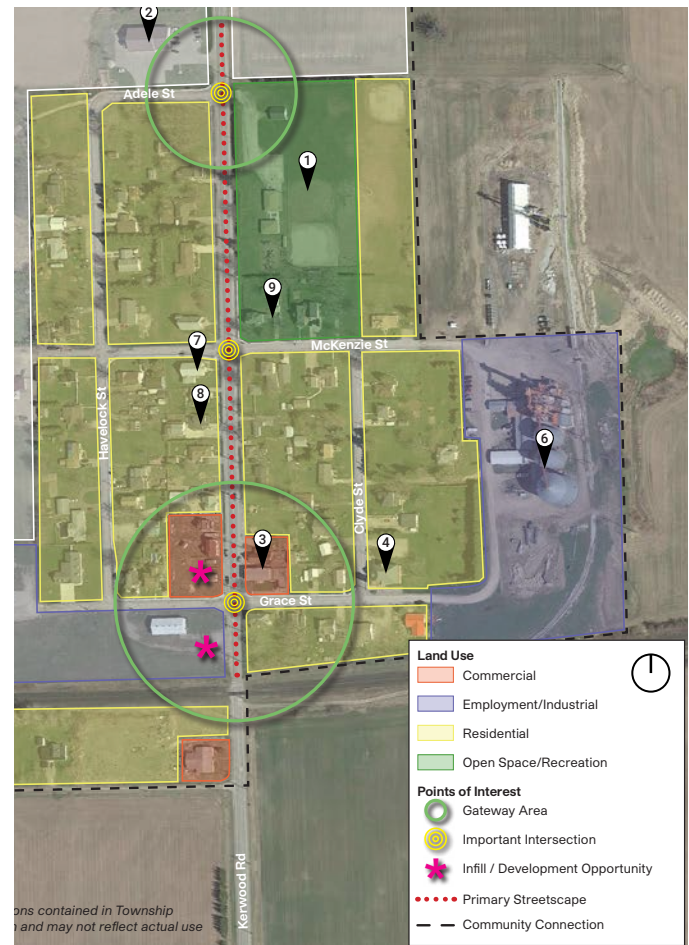 2
Adele St
1
9
7
McKenzie St
8
Havelock St
6
Clyde St
3
4
Grace St
Kerwood Rd
Land Use
Commercial
Employment/Industrial
Residential
Open Space/Recreation
Points of Interest
Gateway Area
Important Intersection
Infill / Development Opportunity
Primary Streetscape
Community Connection
ons contained in Township
and may not reflect actual use